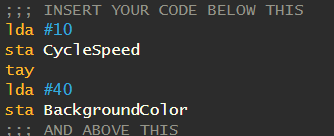 ;;; INSERT YOUR CODE BELOW THIS
lda #10
sta CycleSpeed
tay
lda #40
sta BackgroundColor
;;; AND ABOVE THIS